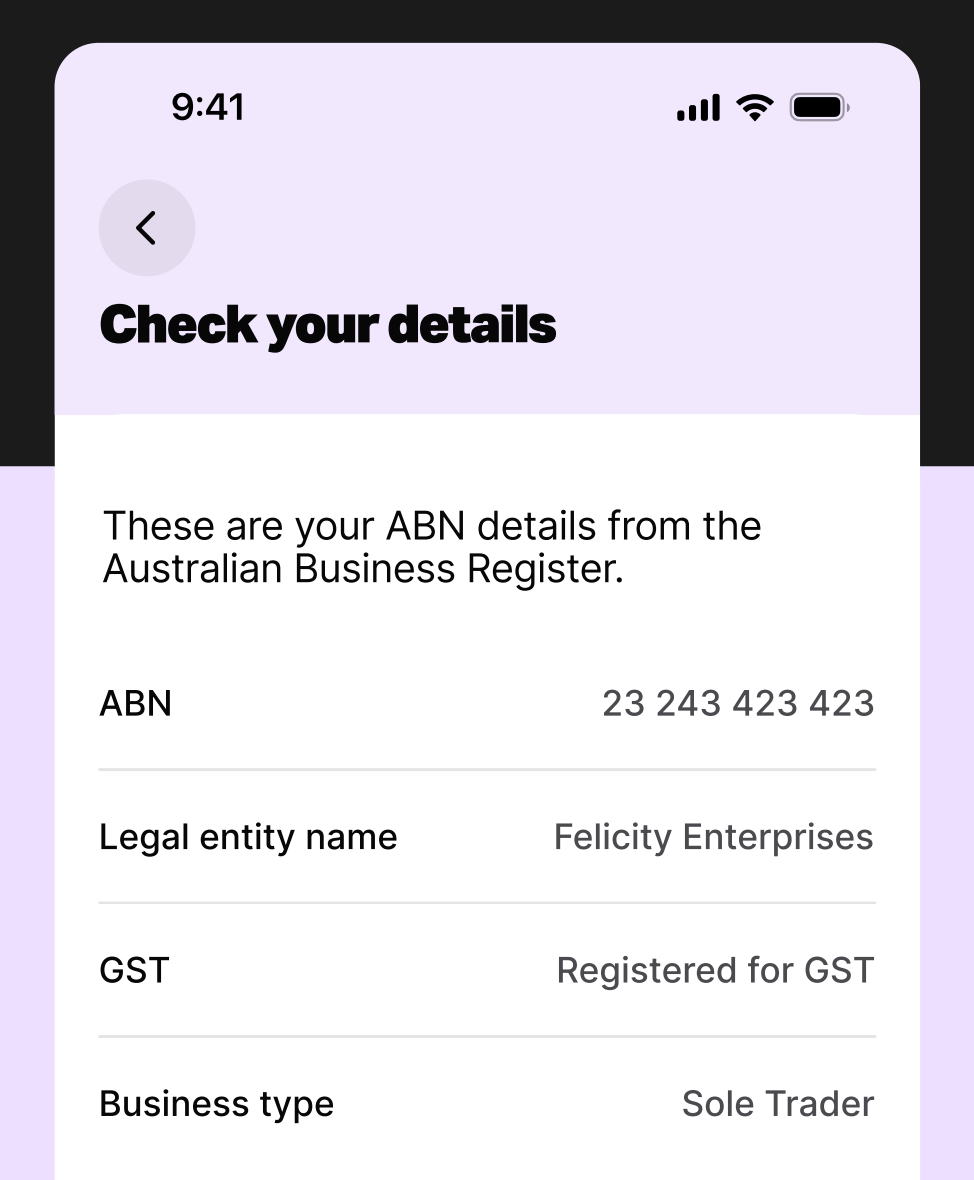 9:41
Check your details
These are your ABN details from the
Australian Business Register.
ABN 23 243 423 423
Legal entity name Felicity Enterprises
GST Registered for GST
Business type Sole Trader